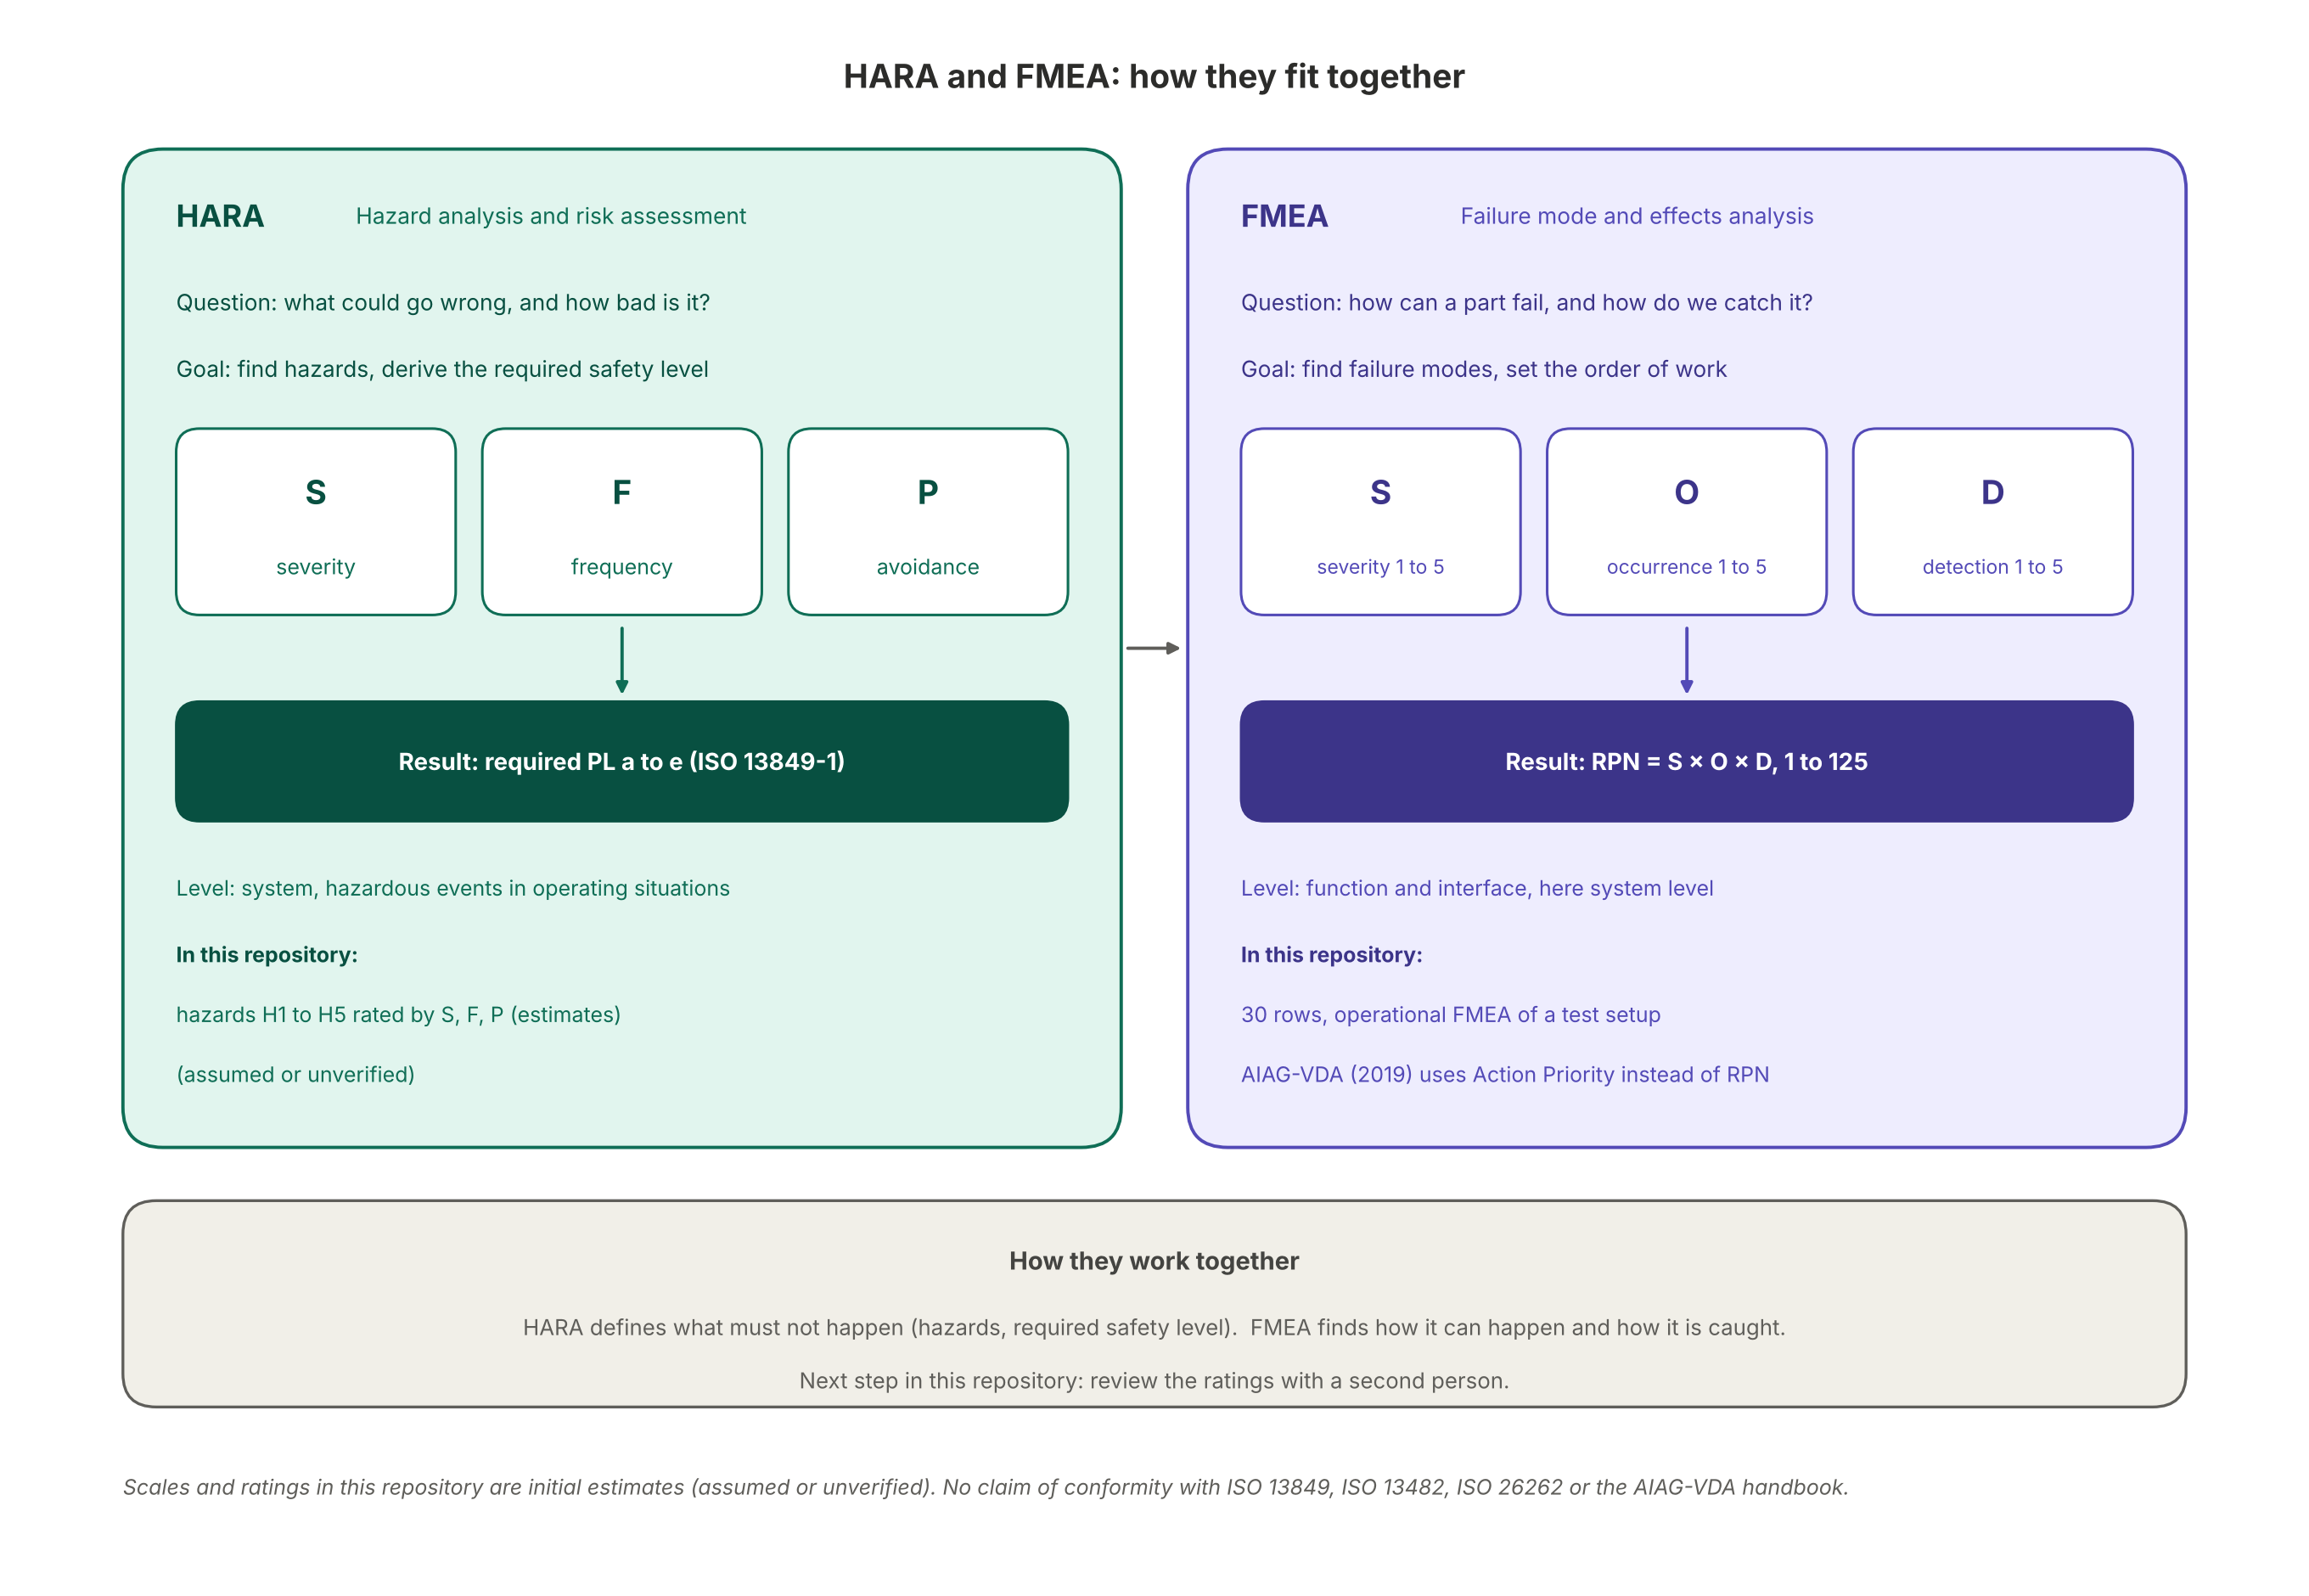 HARA and FMEA: how they fit together
HARA Hazard analysis and risk assessment
Question: what could go wrong, and how bad is it?
Goal: find hazards, derive the required safety level
S
severity
F
frequency
P
avoidance
Result: required PL a to e (ISO 13849-1)
Level: system, hazardous events in operating situations
In this repository:
hazards H1 to H5 rated by S, F, P (estimates)
(assumed or unverified)
FMEA Failure mode and effects analysis
Question: how can a part fail, and how do we catch it?
Goal: find failure modes, set the order of work
S
severity 1 to 5
O
occurrence 1 to 5
D
detection 1 to 5
Result: RPN = S × O × D, 1 to 125
Level: function and interface, here system level
In this repository:
30 rows, operational FMEA of a test setup
AIAG-VDA (2019) uses Action Priority instead of RPN
How they work together
HARA defines what must not happen (hazards, required safety level). FMEA finds how it can happen and how it is caught.
Next step in this repository: review the ratings with a second person.
Scales and ratings in this repository are initial estimates (assumed or unverified). No claim of conformity with ISO 13849, ISO 13482, ISO 26262 or the AIAG-VDA handbook.